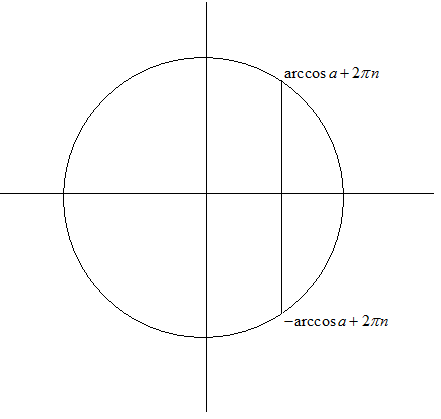 arccos a + 2πn
−arccos a + 2πn